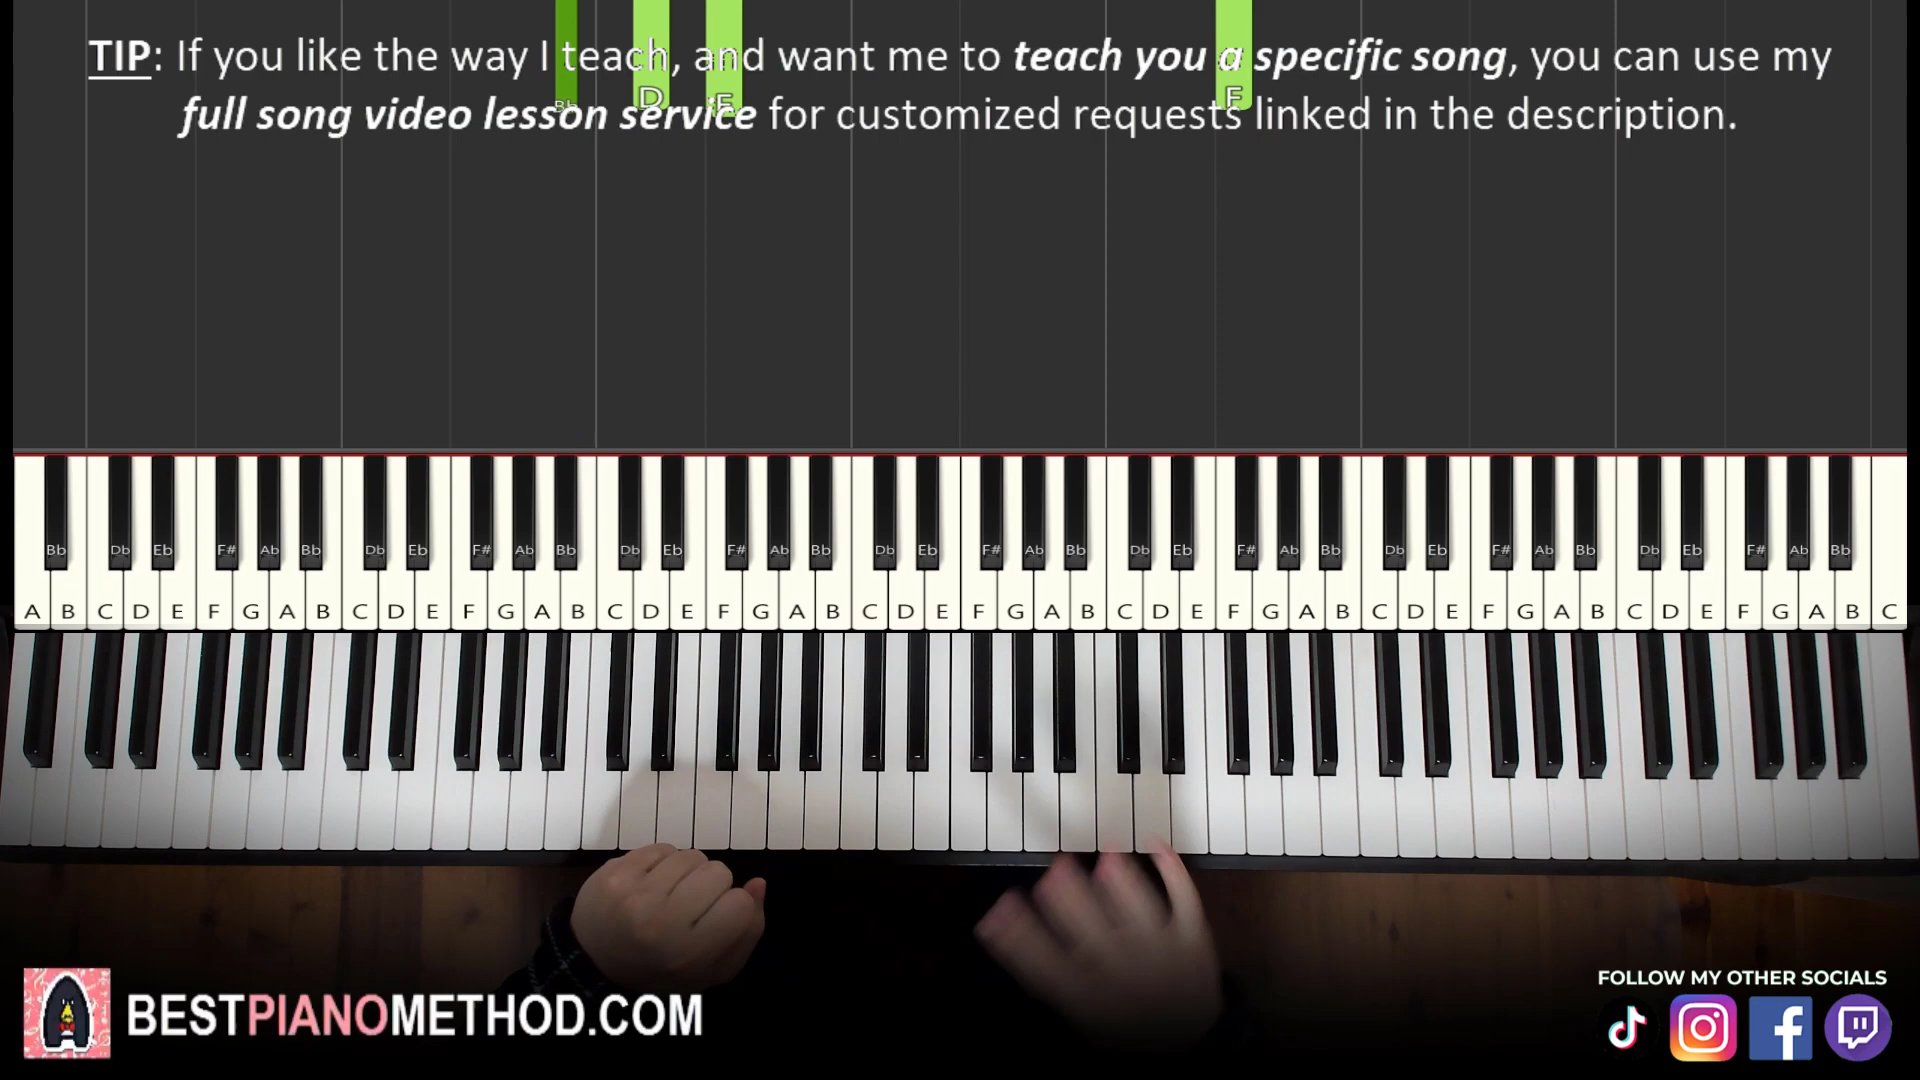 TIP: If you like the way I teach, and want me to teach you a specific song, you can use my
full song video lesson service for customized requests linked in the description.
Bb D F F
Bb Db Eb F# Ab Bb Db Eb F# Ab Bb Db Eb F# Ab Bb Db Eb F# Ab Bb Db Eb F# Ab Bb Db Eb F# Ab Bb Db Eb F# Ab Bb
A B C D E F G A B C D E F G A B C D E F G A B C D E F G A B C D E F G A B C D E F G A B C D E F G A B C
FOLLOW MY OTHER SOCIALS
BESTPIANOMETHOD.COM